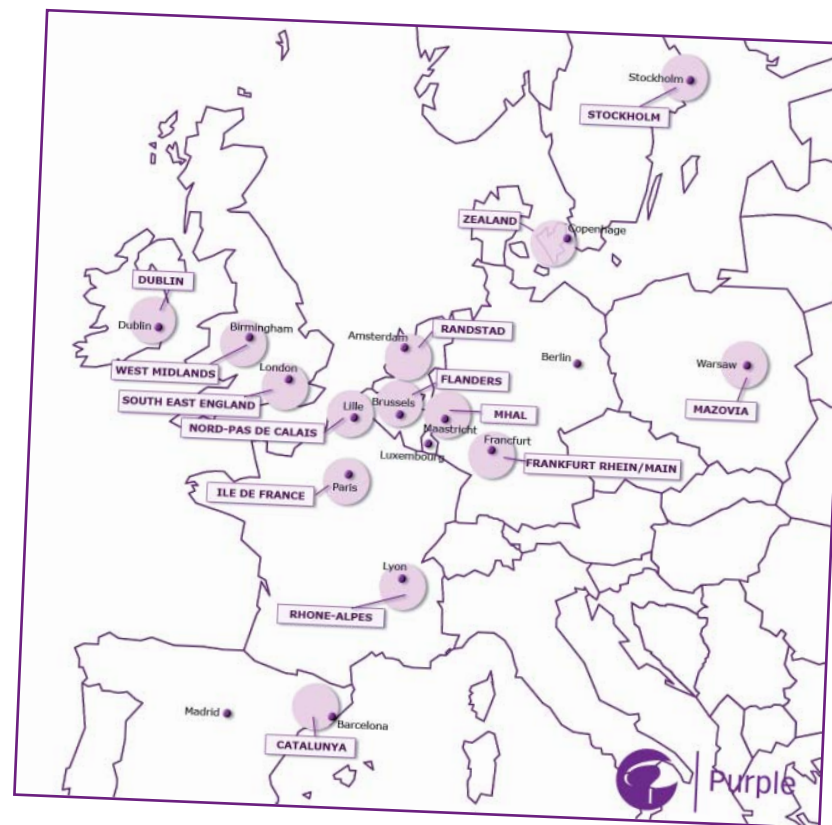 Stockholm
STOCKHOLM
ZEALAND
Copenhage
DUBLIN
Dublin
Birmingham
WEST MIDLANDS
London
SOUTH EAST ENGLAND
Amsterdam
RANDSTAD
Berlin
Warsaw
MAZOVIA
FLANDERS
Brussels
Lille
NORD-PAS DE CALAIS
MHAL
Maastricht
Luxembourg
Francfurt
FRANKFURT RHEIN/MAIN
ILE DE FRANCE
Paris
Lyon
RHONE-ALPES
Madrid
Barcelona
CATALUNYA
Purple